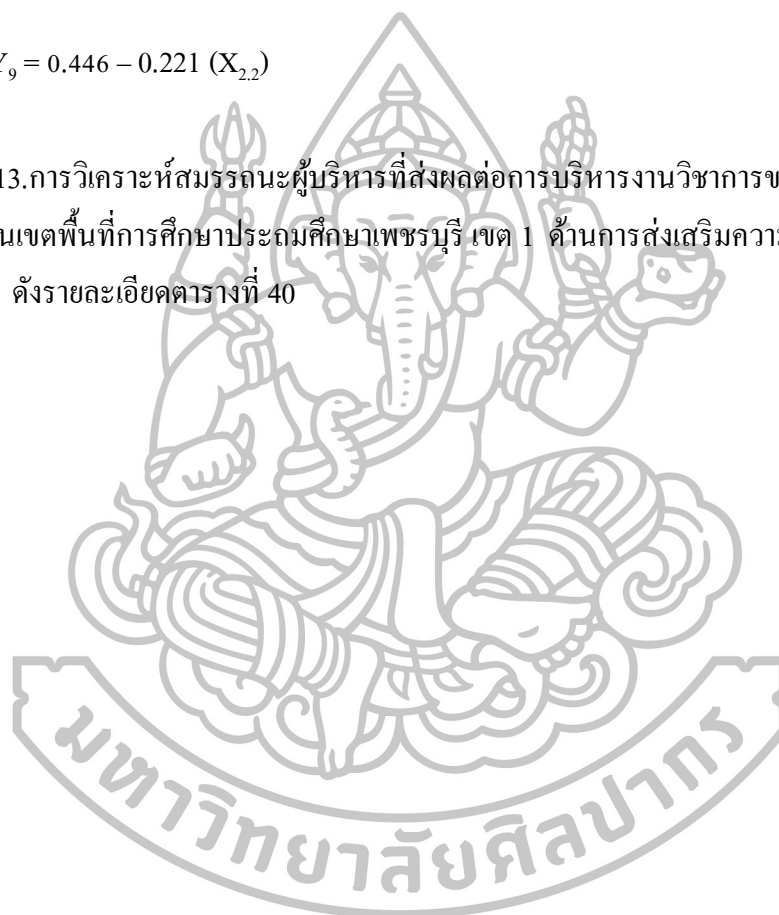 Y₉ = 0.446 – 0.221 (X₂.₂)
13.การวิเคราะห์สมรรถนะผู้บริหารที่ส่งผลต่อการบริหารงานวิชาการข
นเขตพื้นที่การศึกษาประถมศึกษาเพชรบุรี เขต 1 ด้านการส่งเสริมความ
ดังรายละเอียดตารางที่ 40
มหาวิทยาลัยศิลปากร